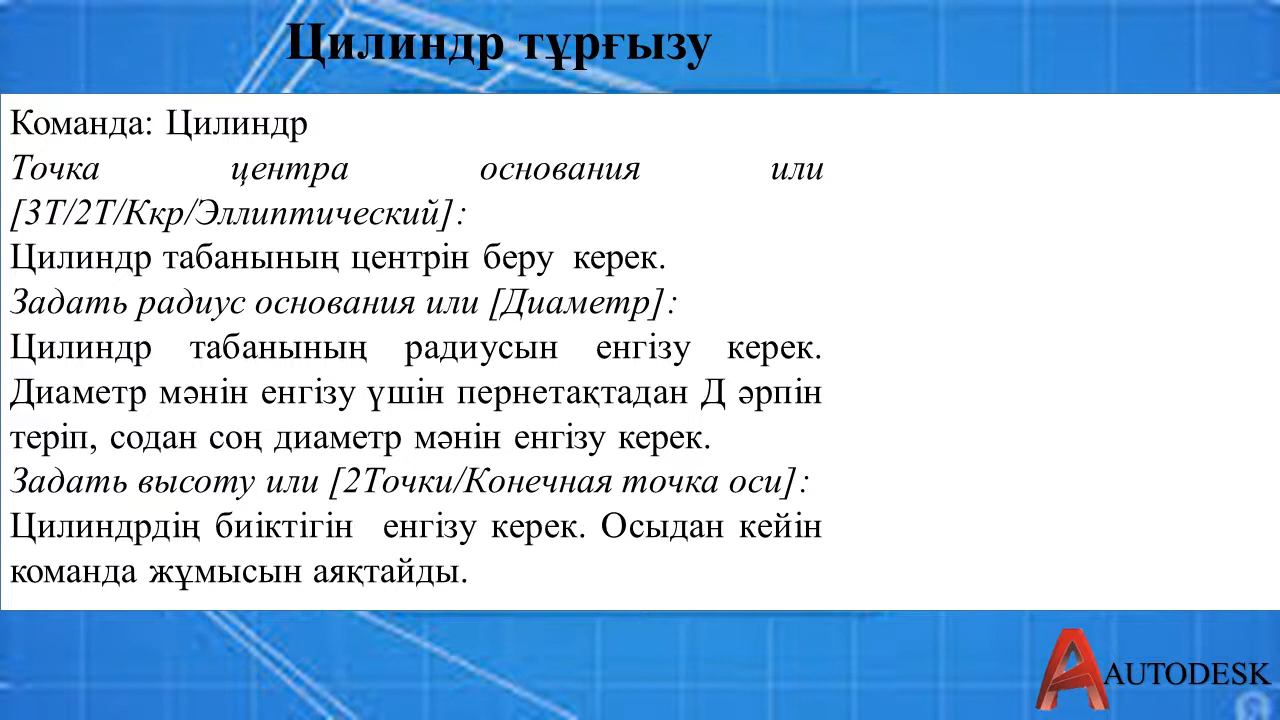 Цилиндр тұрғызу
Команда: Цилиндр
Точка центра основания или
[3Т/2Т/Ккр/Эллиптический]:
Цилиндр табанының центрін беру керек.
Задать радиус основания или [Диаметр]:
Цилиндр табанының радиусын енгізу керек.
Диаметр мәнін енгізу үшін пернетақтадан Д әрпін
теріп, содан соң диаметр мәнін енгізу керек.
Задать высоту или [2Точки/Конечная точка оси]:
Цилиндрдің биіктігін енгізу керек. Осыдан кейін
команда жұмысын аяқтайды.
AUTODESK